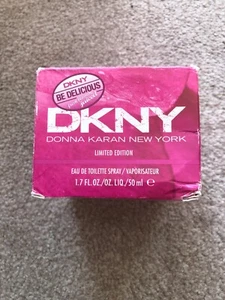 DKNY
BE DELICIOUS
DKNY
DONNA KARAN NEW YORK
LIMITED EDITION
EAU DE TOILETTE SPRAY / VAPORISATEUR
1.7 FL.OZ/OZ. LIQ./50 ml ℮